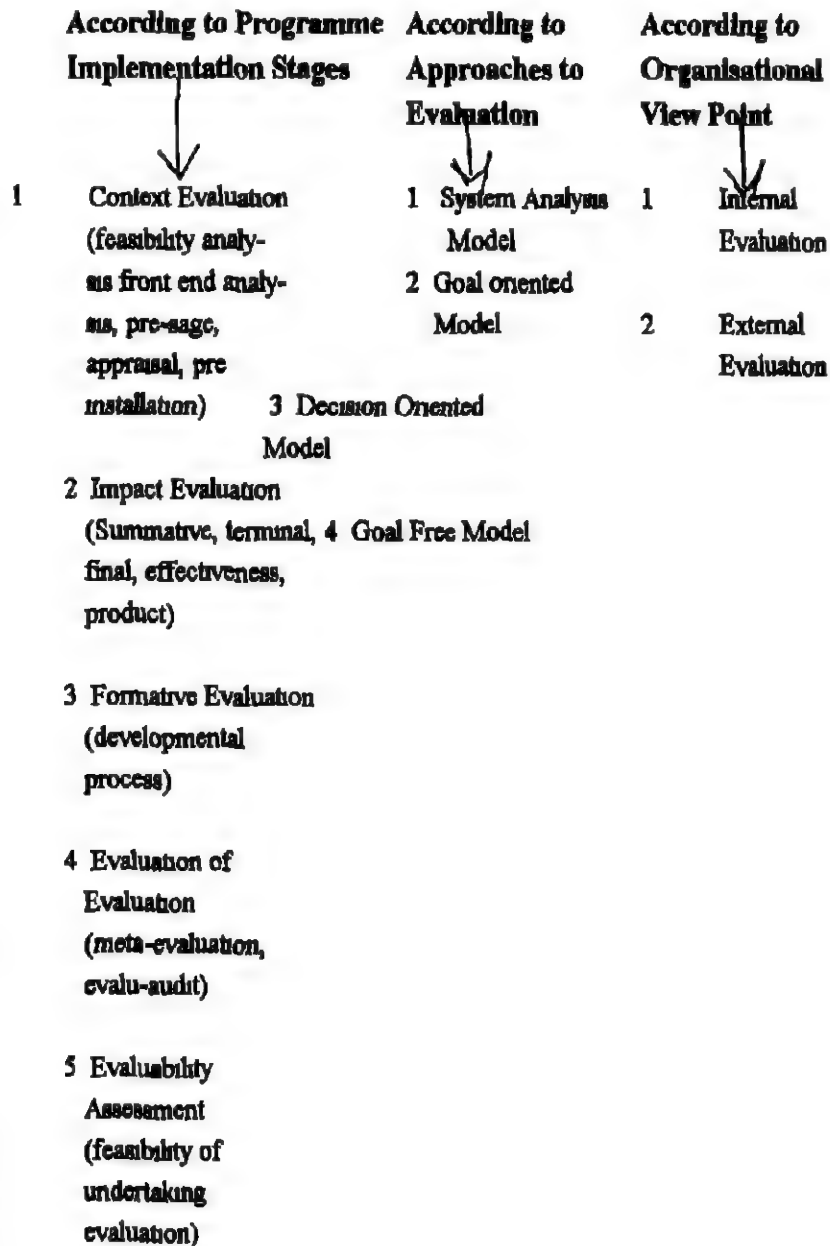 According to Programme According to According to
Implementation Stages Approaches to Organisational
Evaluation View Point
1 Context Evaluation 1 System Analysis 1 Internal
(feasibility analy- Model Evaluation
sis front end analy- 2 Goal oriented
sis, pre-sage, Model 2 External
appraisal, pre Evaluation
installation) 3 Decision Oriented
Model
2 Impact Evaluation
(Summative, terminal, 4 Goal Free Model
final, effectiveness,
product)
3 Formative Evaluation
(developmental
process)
4 Evaluation of
Evaluation
(meta-evaluation,
evalu-audit)
5 Evaluability
Assessment
(feasibility of
undertaking
evaluation)